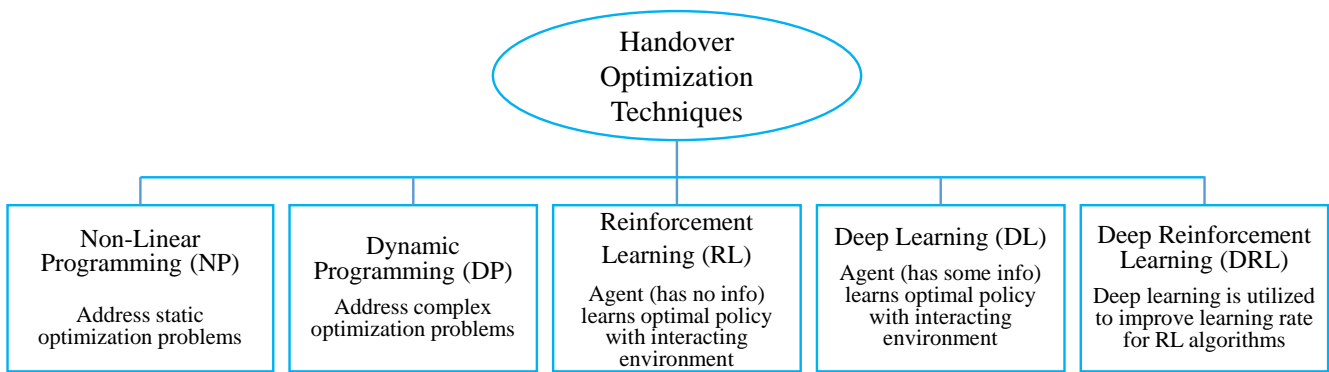 Handover
Optimization
Techniques
Non-Linear
Programming (NP)
Address static
optimization problems
Dynamic
Programming (DP)
Address complex
optimization problems
Reinforcement
Learning (RL)
Agent (has no info)
learns optimal policy
with interacting
environment
Deep Learning (DL)
Agent (has some info)
learns optimal policy
with interacting
environment
Deep Reinforcement
Learning (DRL)
Deep learning is utilized
to improve learning rate
for RL algorithms